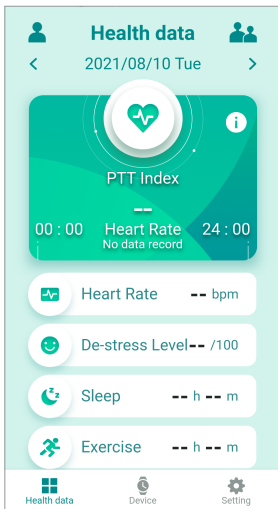 Health data
< 2021/08/10 Tue >
i
PTT Index
--
00 : 00 Heart Rate 24 : 00
No data record
Heart Rate -- bpm
De-stress Level-- /100
Sleep -- h -- m
Exercise -- h -- m
Health data Device Setting